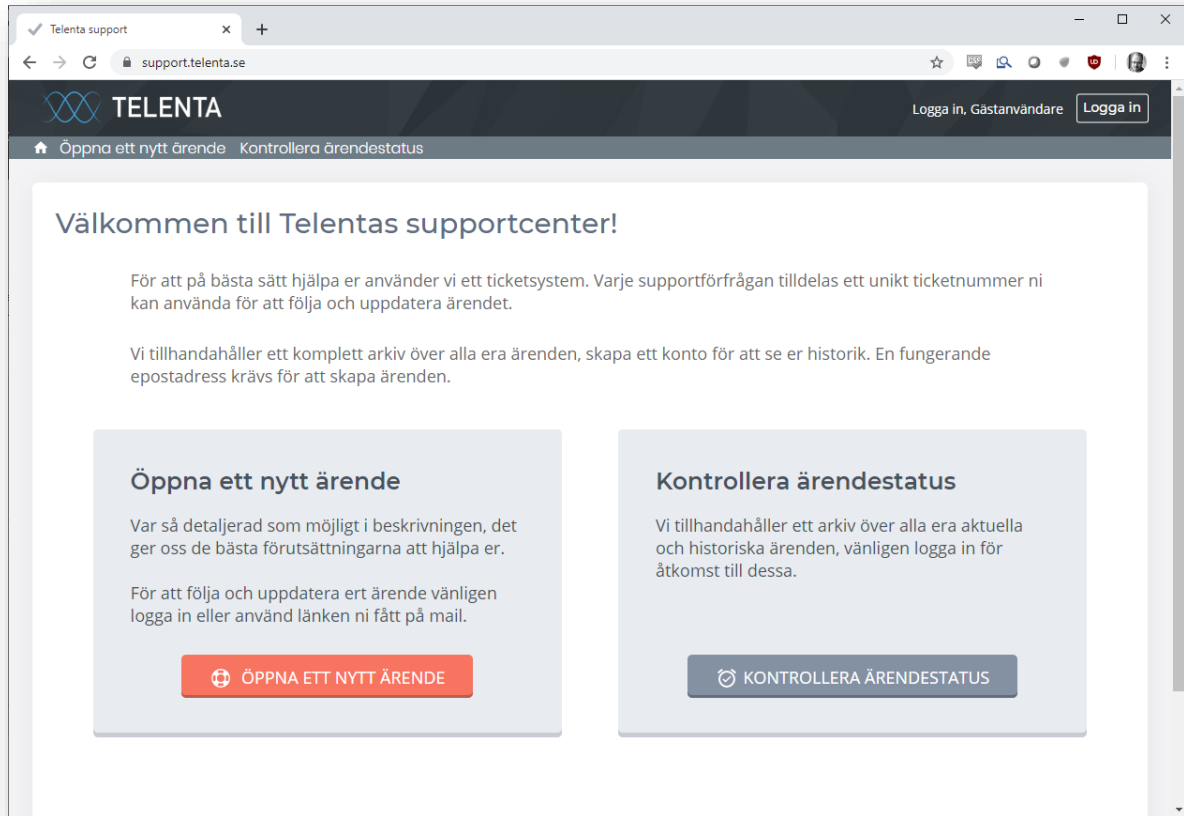 Telenta support
support.telenta.se
TELENTA
Logga in, Gästanvändare
Logga in
Öppna ett nytt ärende Kontrollera ärendestatus
Välkommen till Telentas supportcenter!
För att på bästa sätt hjälpa er använder vi ett ticketsystem. Varje supportförfrågan tilldelas ett unikt ticketnummer ni
kan använda för att följa och uppdatera ärendet.
Vi tillhandahåller ett komplett arkiv över alla era ärenden, skapa ett konto för att se er historik. En fungerande
epostadress krävs för att skapa ärenden.
Öppna ett nytt ärende
Var så detaljerad som möjligt i beskrivningen, det
ger oss de bästa förutsättningarna att hjälpa er.
För att följa och uppdatera ert ärende vänligen
logga in eller använd länken ni fått på mail.
ÖPPNA ETT NYTT ÄRENDE
Kontrollera ärendestatus
Vi tillhandahåller ett arkiv över alla era aktuella
och historiska ärenden, vänligen logga in för
åtkomst till dessa.
KONTROLLERA ÄRENDESTATUS